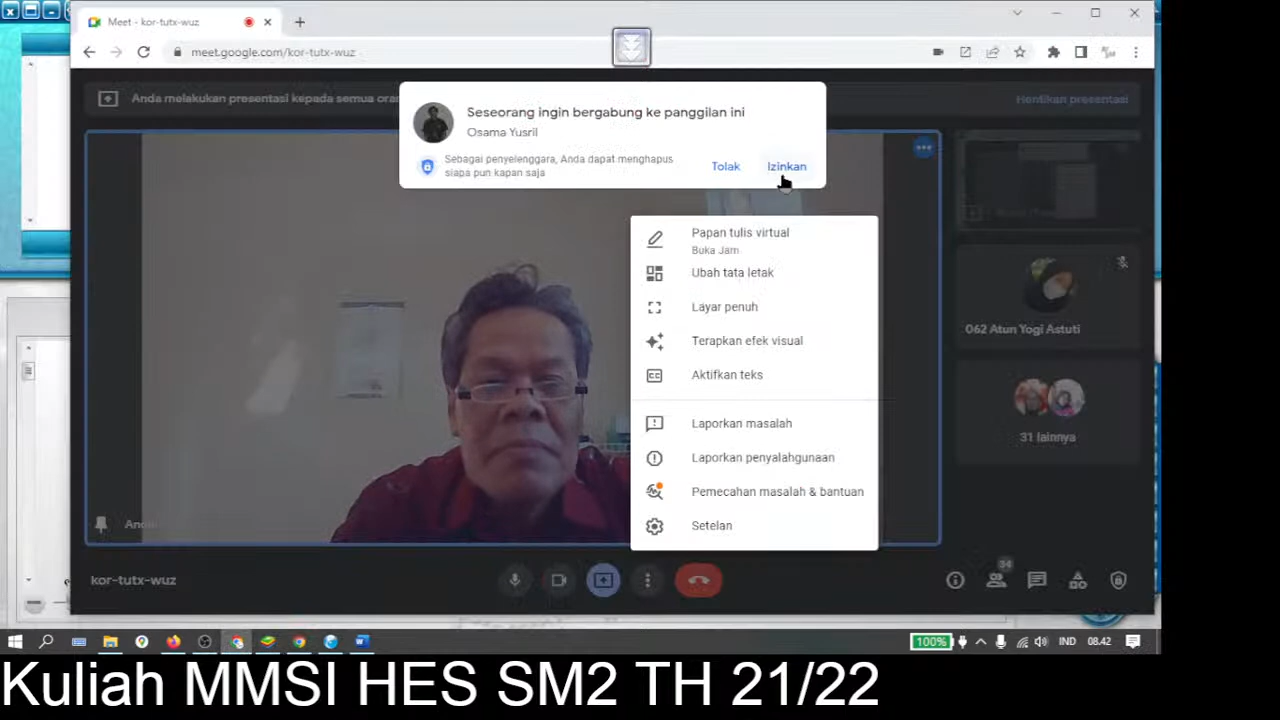 Meet - kor-tutx-wuz
meet.google.com/kor-tutx-wuz
Anda melakukan presentasi kepada semua
Hentikan presentasi
Seseorang ingin bergabung ke panggilan ini
Osama Yusril
Sebagai penyelenggara, Anda dapat menghapus
siapa pun kapan saja
Tolak
Izinkan
Papan tulis virtual
Buka Jam
Ubah tata letak
Layar penuh
Terapkan efek visual
Aktifkan teks
Laporkan masalah
Laporkan penyalahgunaan
Pemecahan masalah & bantuan
Setelan
062 Atun Yogi Astuti
31 lainnya
kor-tutx-wuz
34
100%
IND
08.42
Kuliah MMSI HES SM2 TH 21/22